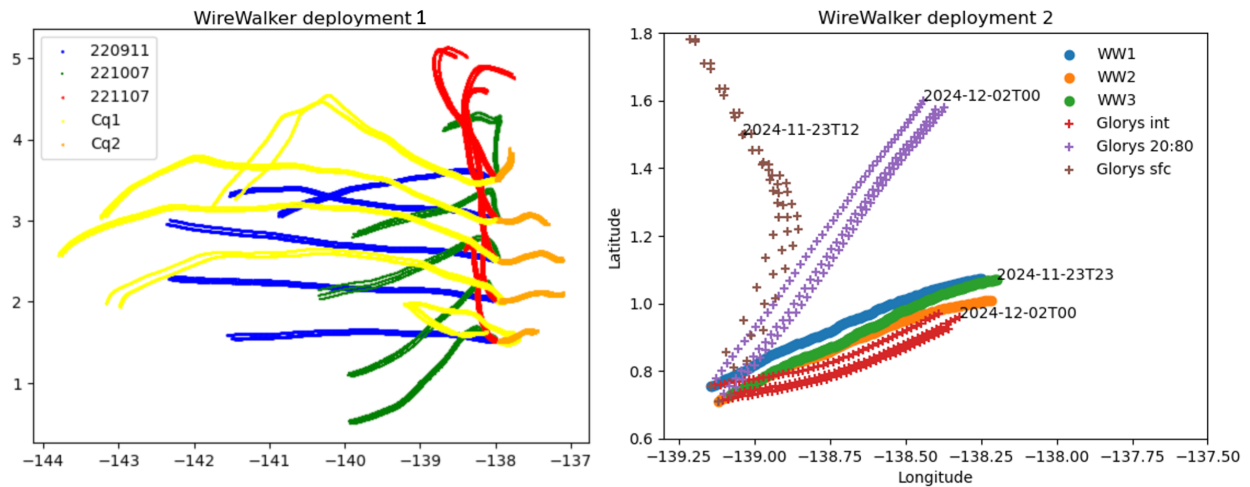 WireWalker deployment 1
220911
221007
221107
Cq1
Cq2
5
4
3
2
1
−144
−143
−142
−141
−140
−139
−138
−137
WireWalker deployment 2
WW1
WW2
WW3
Glorys int
Glorys 20:80
Glorys sfc
2024-12-02T00
2024-11-23T12
2024-11-23T23
2024-12-02T00
Latitude
1.8
1.6
1.4
1.2
1.0
0.8
0.6
−139.25
−139.00
−138.75
−138.50
−138.25
−138.00
−137.75
−137.50
Longitude